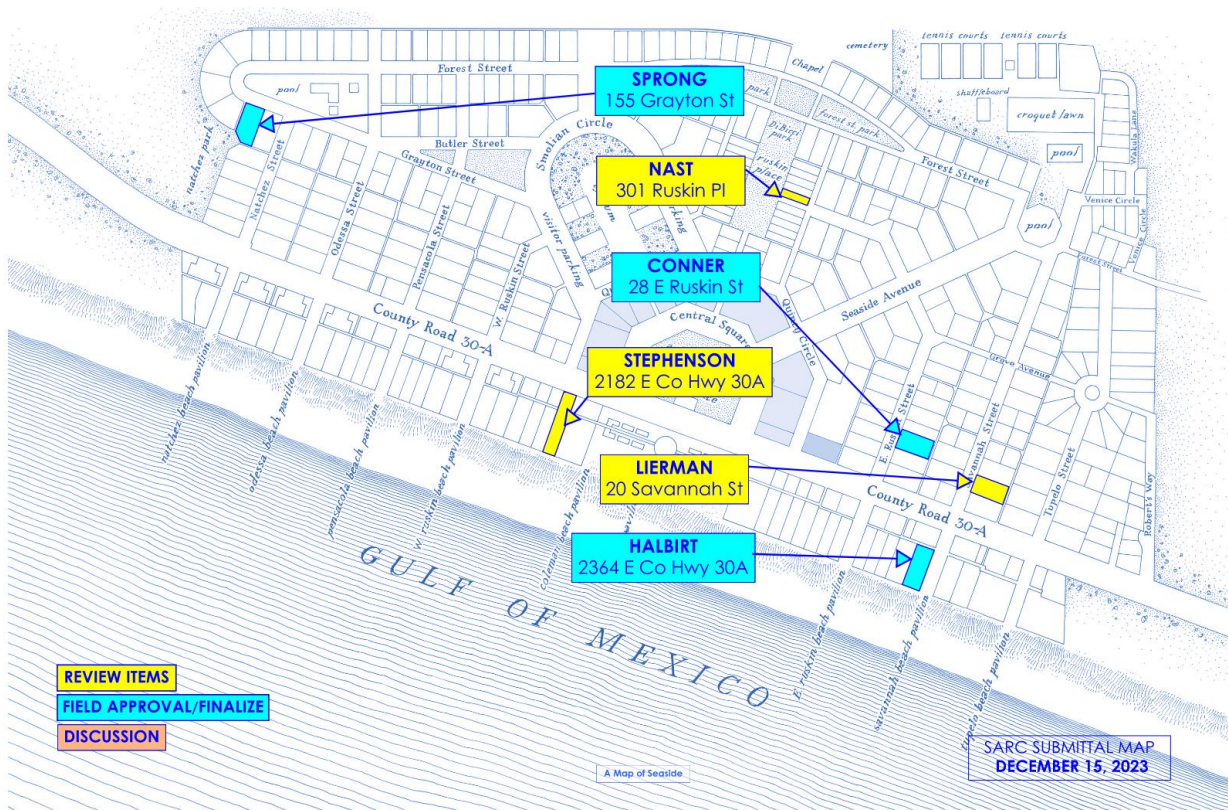 tennis courts
tennis courts
cemetery
Chapel
Forest Street
SPRONG
155 Grayton St
pool
park
shuffleboard
croquet lawn
forest st. park
natchez park
Smolian Circle
Butler Street
Grayton Street
ruskin place
Forest Street
pool
Wakulla Lane
NAST
301 Ruskin Pl
Natchez Street
Odessa Street
Pensacola Street
W. Ruskin Street
visitor parking
Venice Circle
Venice Circle
pool
Forest Street
CONNER
28 E Ruskin St
Seaside Avenue
Quincy Circle
Central Square
County Road 30-A
Grove Avenue
STEPHENSON
2182 E Co Hwy 30A
natchez beach pavilion
odessa beach pavilion
pensacola beach pavilion
W. ruskin beach pavilion
coleman beach pavilion
Savannah Street
Tupelo Street
Robert's Way
LIERMAN
20 Savannah St
County Road 30-A
HALBIRT
2364 E Co Hwy 30A
E. ruskin beach pavilion
savannah beach pavilion
tupelo beach pavilion
GULF OF MEXICO
REVIEW ITEMS
FIELD APPROVAL/FINALIZE
DISCUSSION
A Map of Seaside
SARC SUBMITTAL MAP
DECEMBER 15, 2023